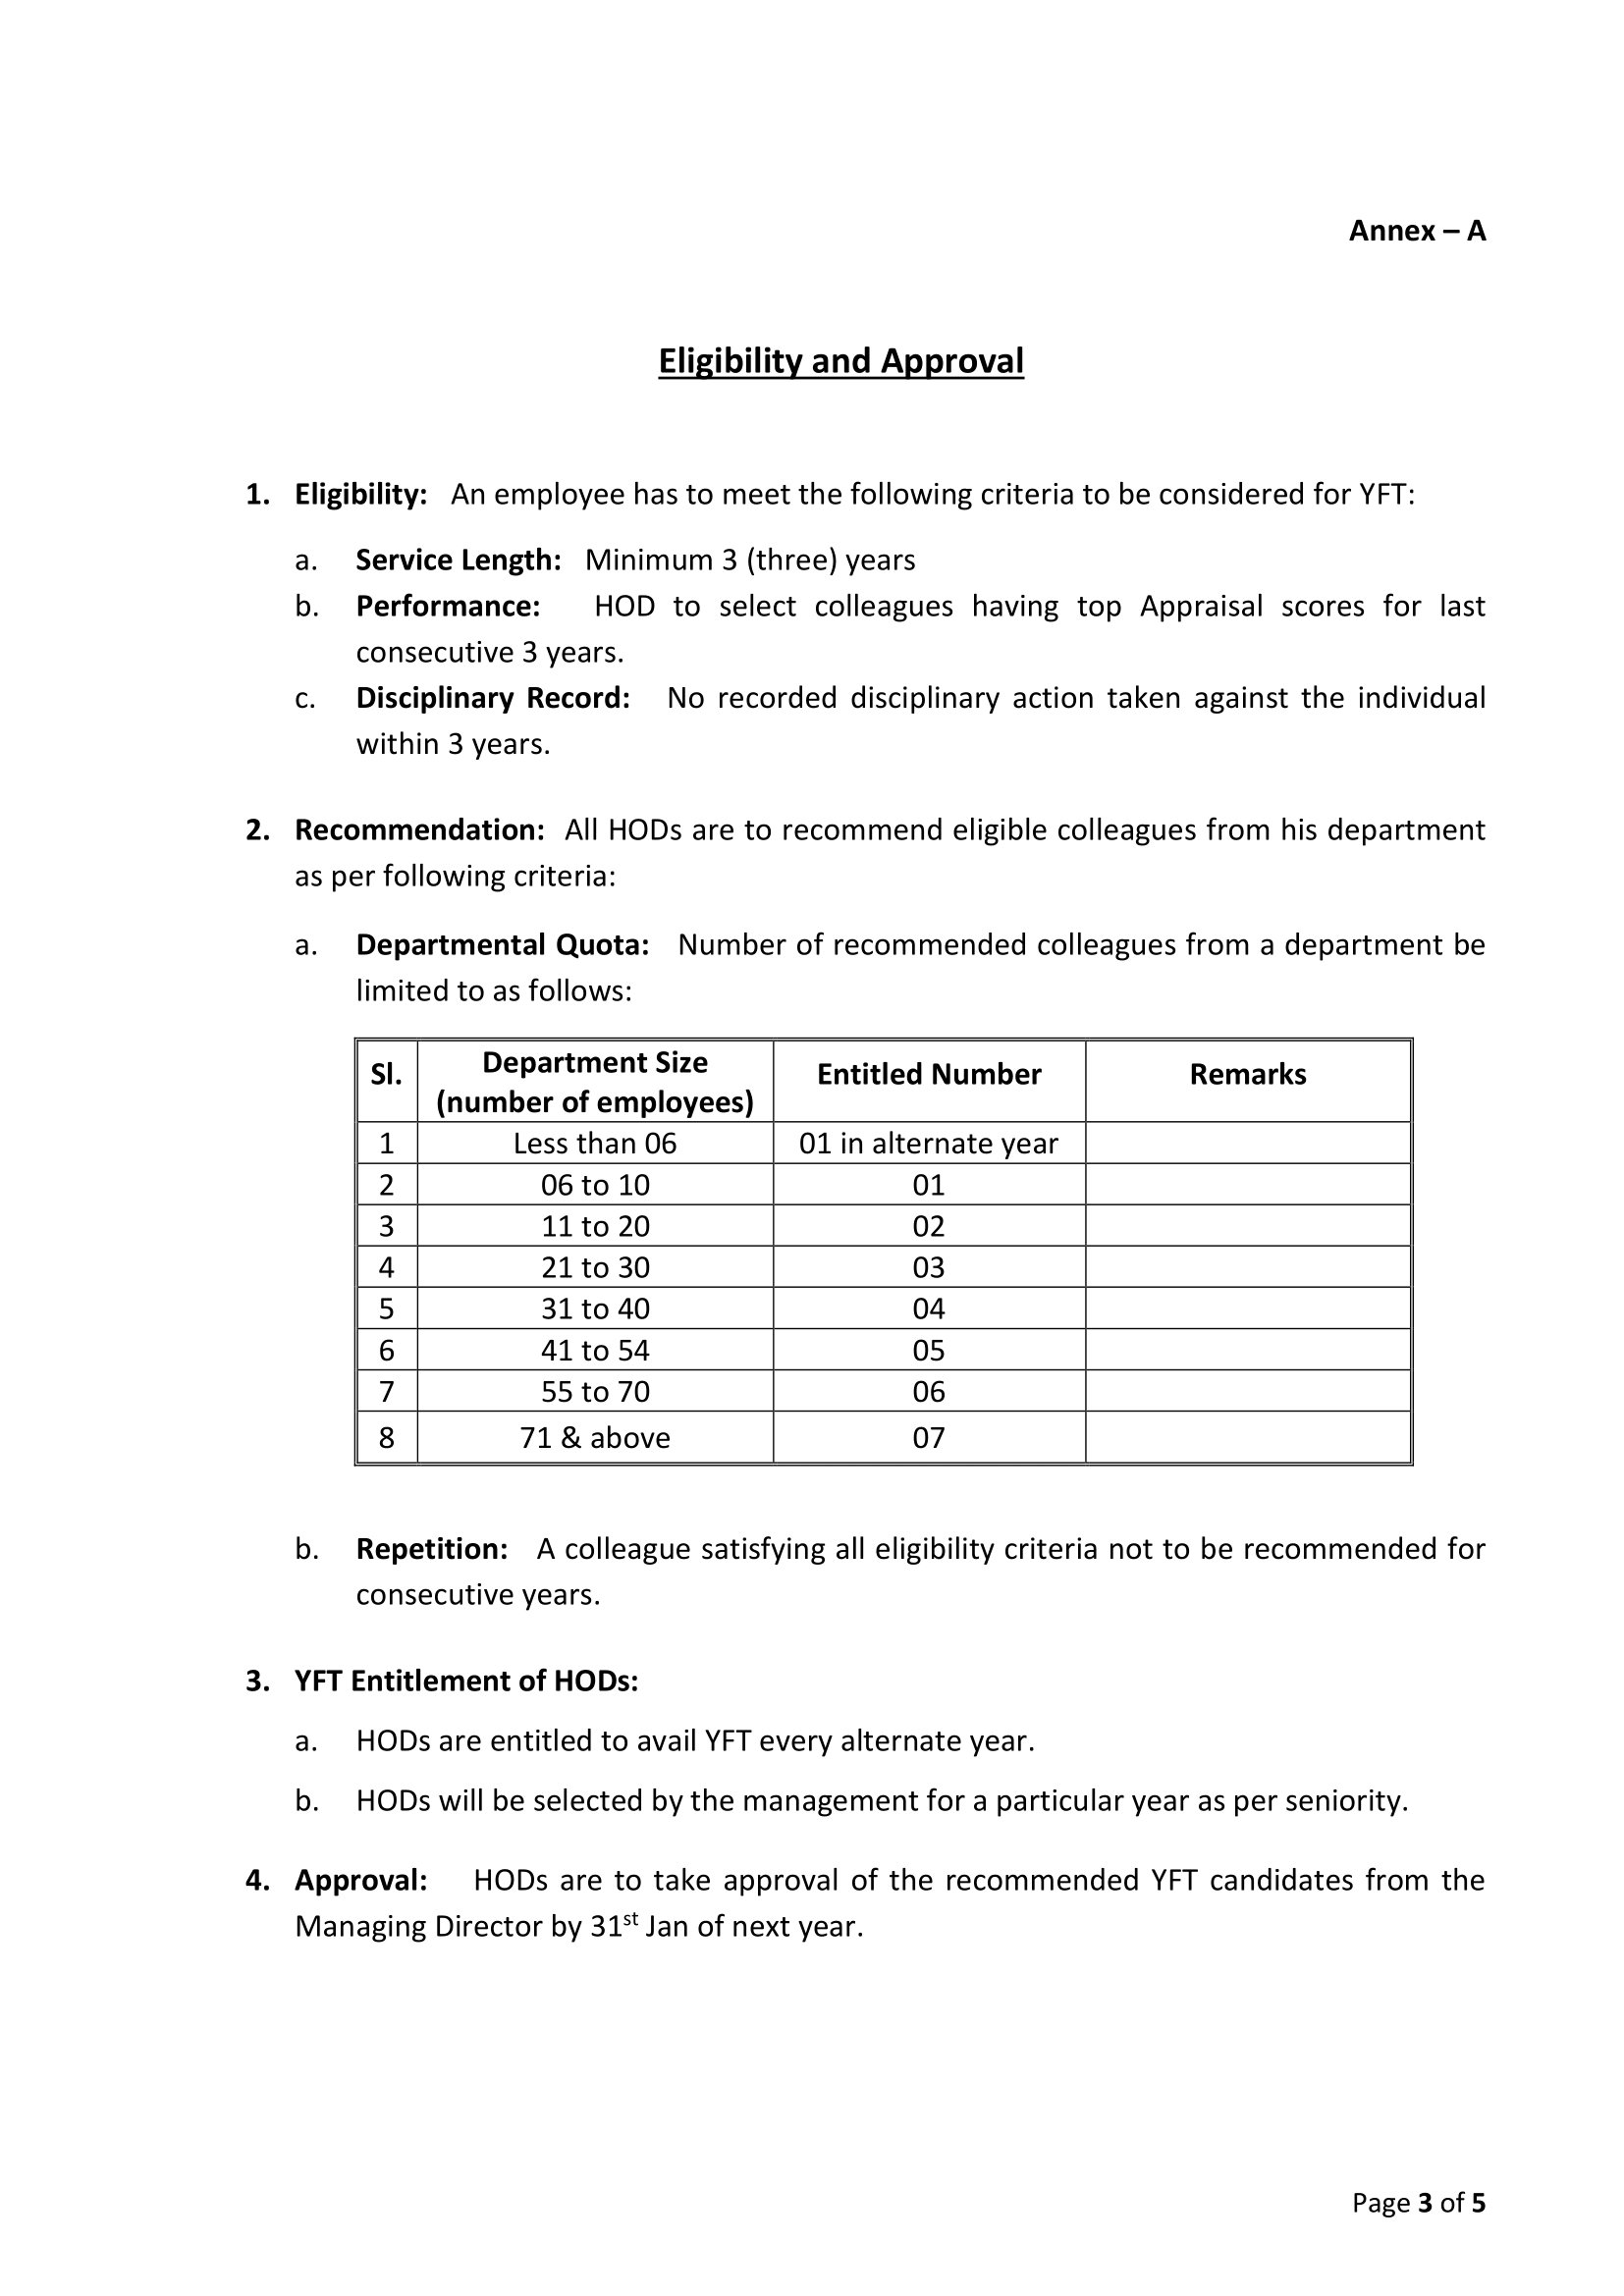 Annex – A
Eligibility and Approval
1. Eligibility: An employee has to meet the following criteria to be considered for YFT:
a. Service Length: Minimum 3 (three) years
b. Performance: HOD to select colleagues having top Appraisal scores for last
consecutive 3 years.
c. Disciplinary Record: No recorded disciplinary action taken against the individual
within 3 years.
2. Recommendation: All HODs are to recommend eligible colleagues from his department
as per following criteria:
a. Departmental Quota: Number of recommended colleagues from a department be
limited to as follows:
Sl. Department Size (number of employees) Entitled Number Remarks
1 Less than 06 01 in alternate year
2 06 to 10 01
3 11 to 20 02
4 21 to 30 03
5 31 to 40 04
6 41 to 54 05
7 55 to 70 06
8 71 & above 07
b. Repetition: A colleague satisfying all eligibility criteria not to be recommended for
consecutive years.
3. YFT Entitlement of HODs:
a. HODs are entitled to avail YFT every alternate year.
b. HODs will be selected by the management for a particular year as per seniority.
4. Approval: HODs are to take approval of the recommended YFT candidates from the
Managing Director by 31st Jan of next year.
Page 3 of 5